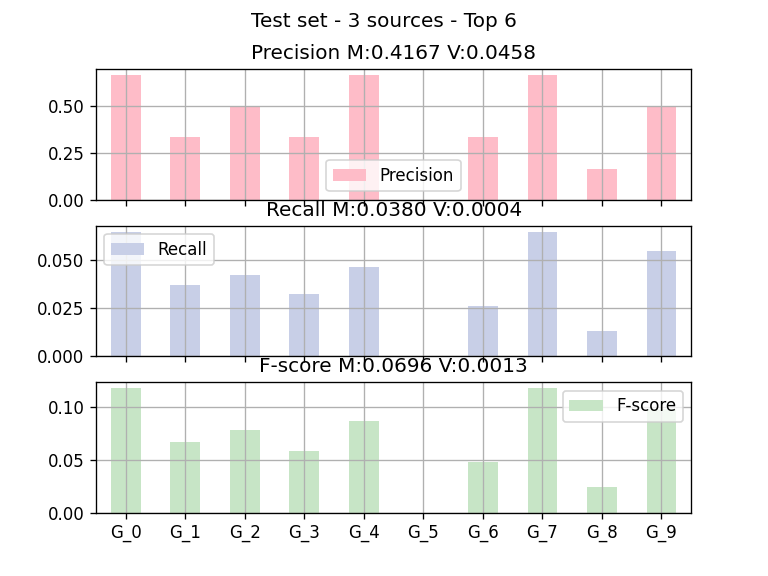 Test set - 3 sources - Top 6
Precision M:0.4167 V:0.0458
0.50
0.25
0.00
Precision
Recall M:0.0380 V:0.0004
0.050
0.025
0.000
Recall
F-score M:0.0696 V:0.0013
0.10
0.05
0.00
F-score
G_0 G_1 G_2 G_3 G_4 G_5 G_6 G_7 G_8 G_9